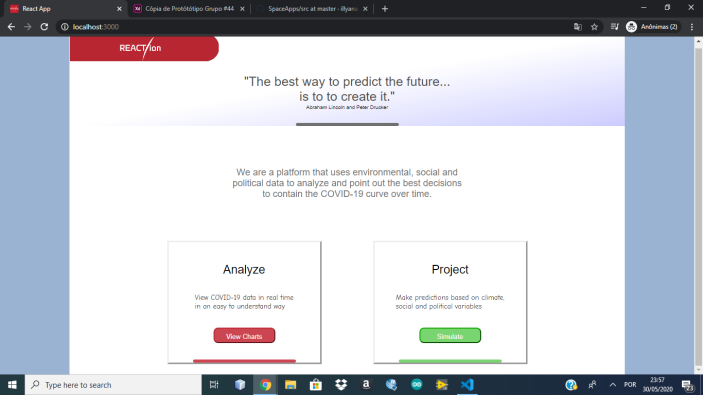 React App
Cópia de Protótótipo Grupo #44
SpaceApps/src at master · illyana
localhost:3000
Anônimas (2)
REACT/ion
"The best way to predict the future...
is to to create it."
Abraham Lincoln and Peter Drucker
We are a platform that uses environmental, social and
political data to analyze and point out the best decisions
to contain the COVID-19 curve over time.
Analyze
View COVID-19 data in real time
in an easy to understand way
View Charts
Project
Make predictions based on climate,
social and political variables
Simulate
Type here to search
POR
23:57
30/05/2020
23